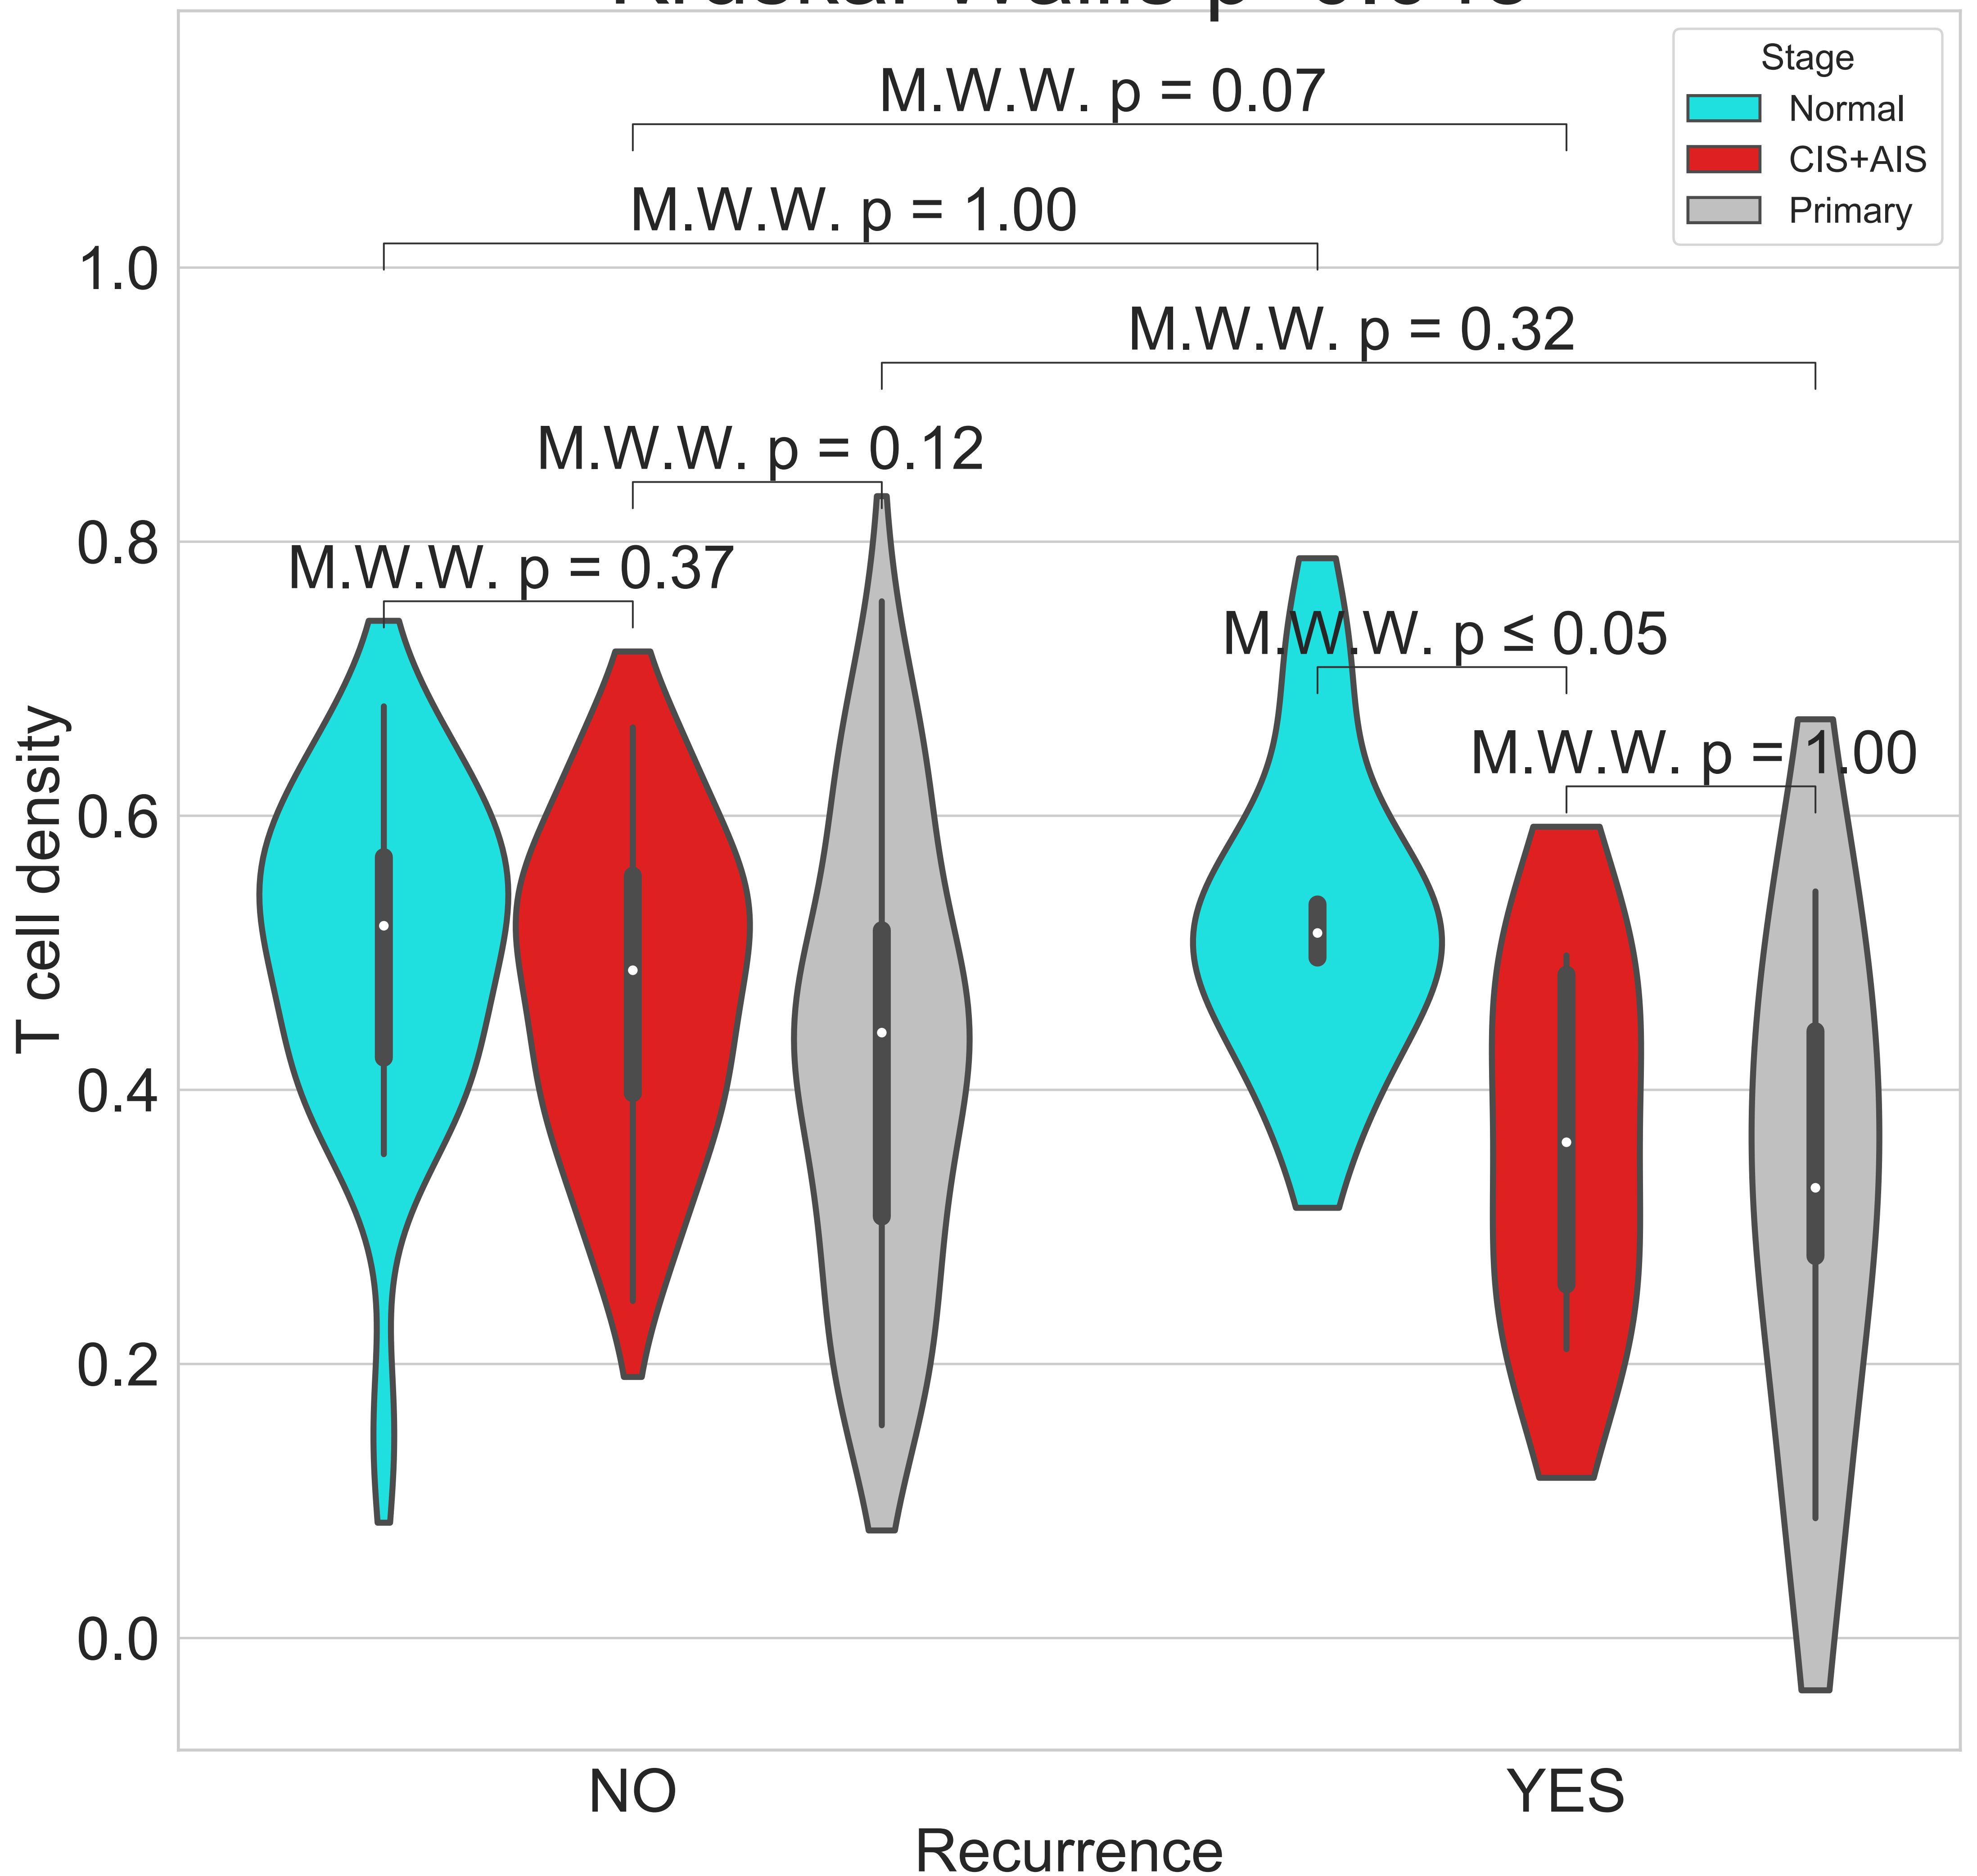 Stage
Normal
CIS+AIS
Primary
M.W.W. p = 0.07
M.W.W. p = 1.00
M.W.W. p = 0.32
M.W.W. p = 0.12
M.W.W. p = 0.37
M.W.W. p ≤ 0.05
M.W.W. p = 1.00
1.0
0.8
0.6
0.4
0.2
0.0
T cell density
NO
YES
Recurrence